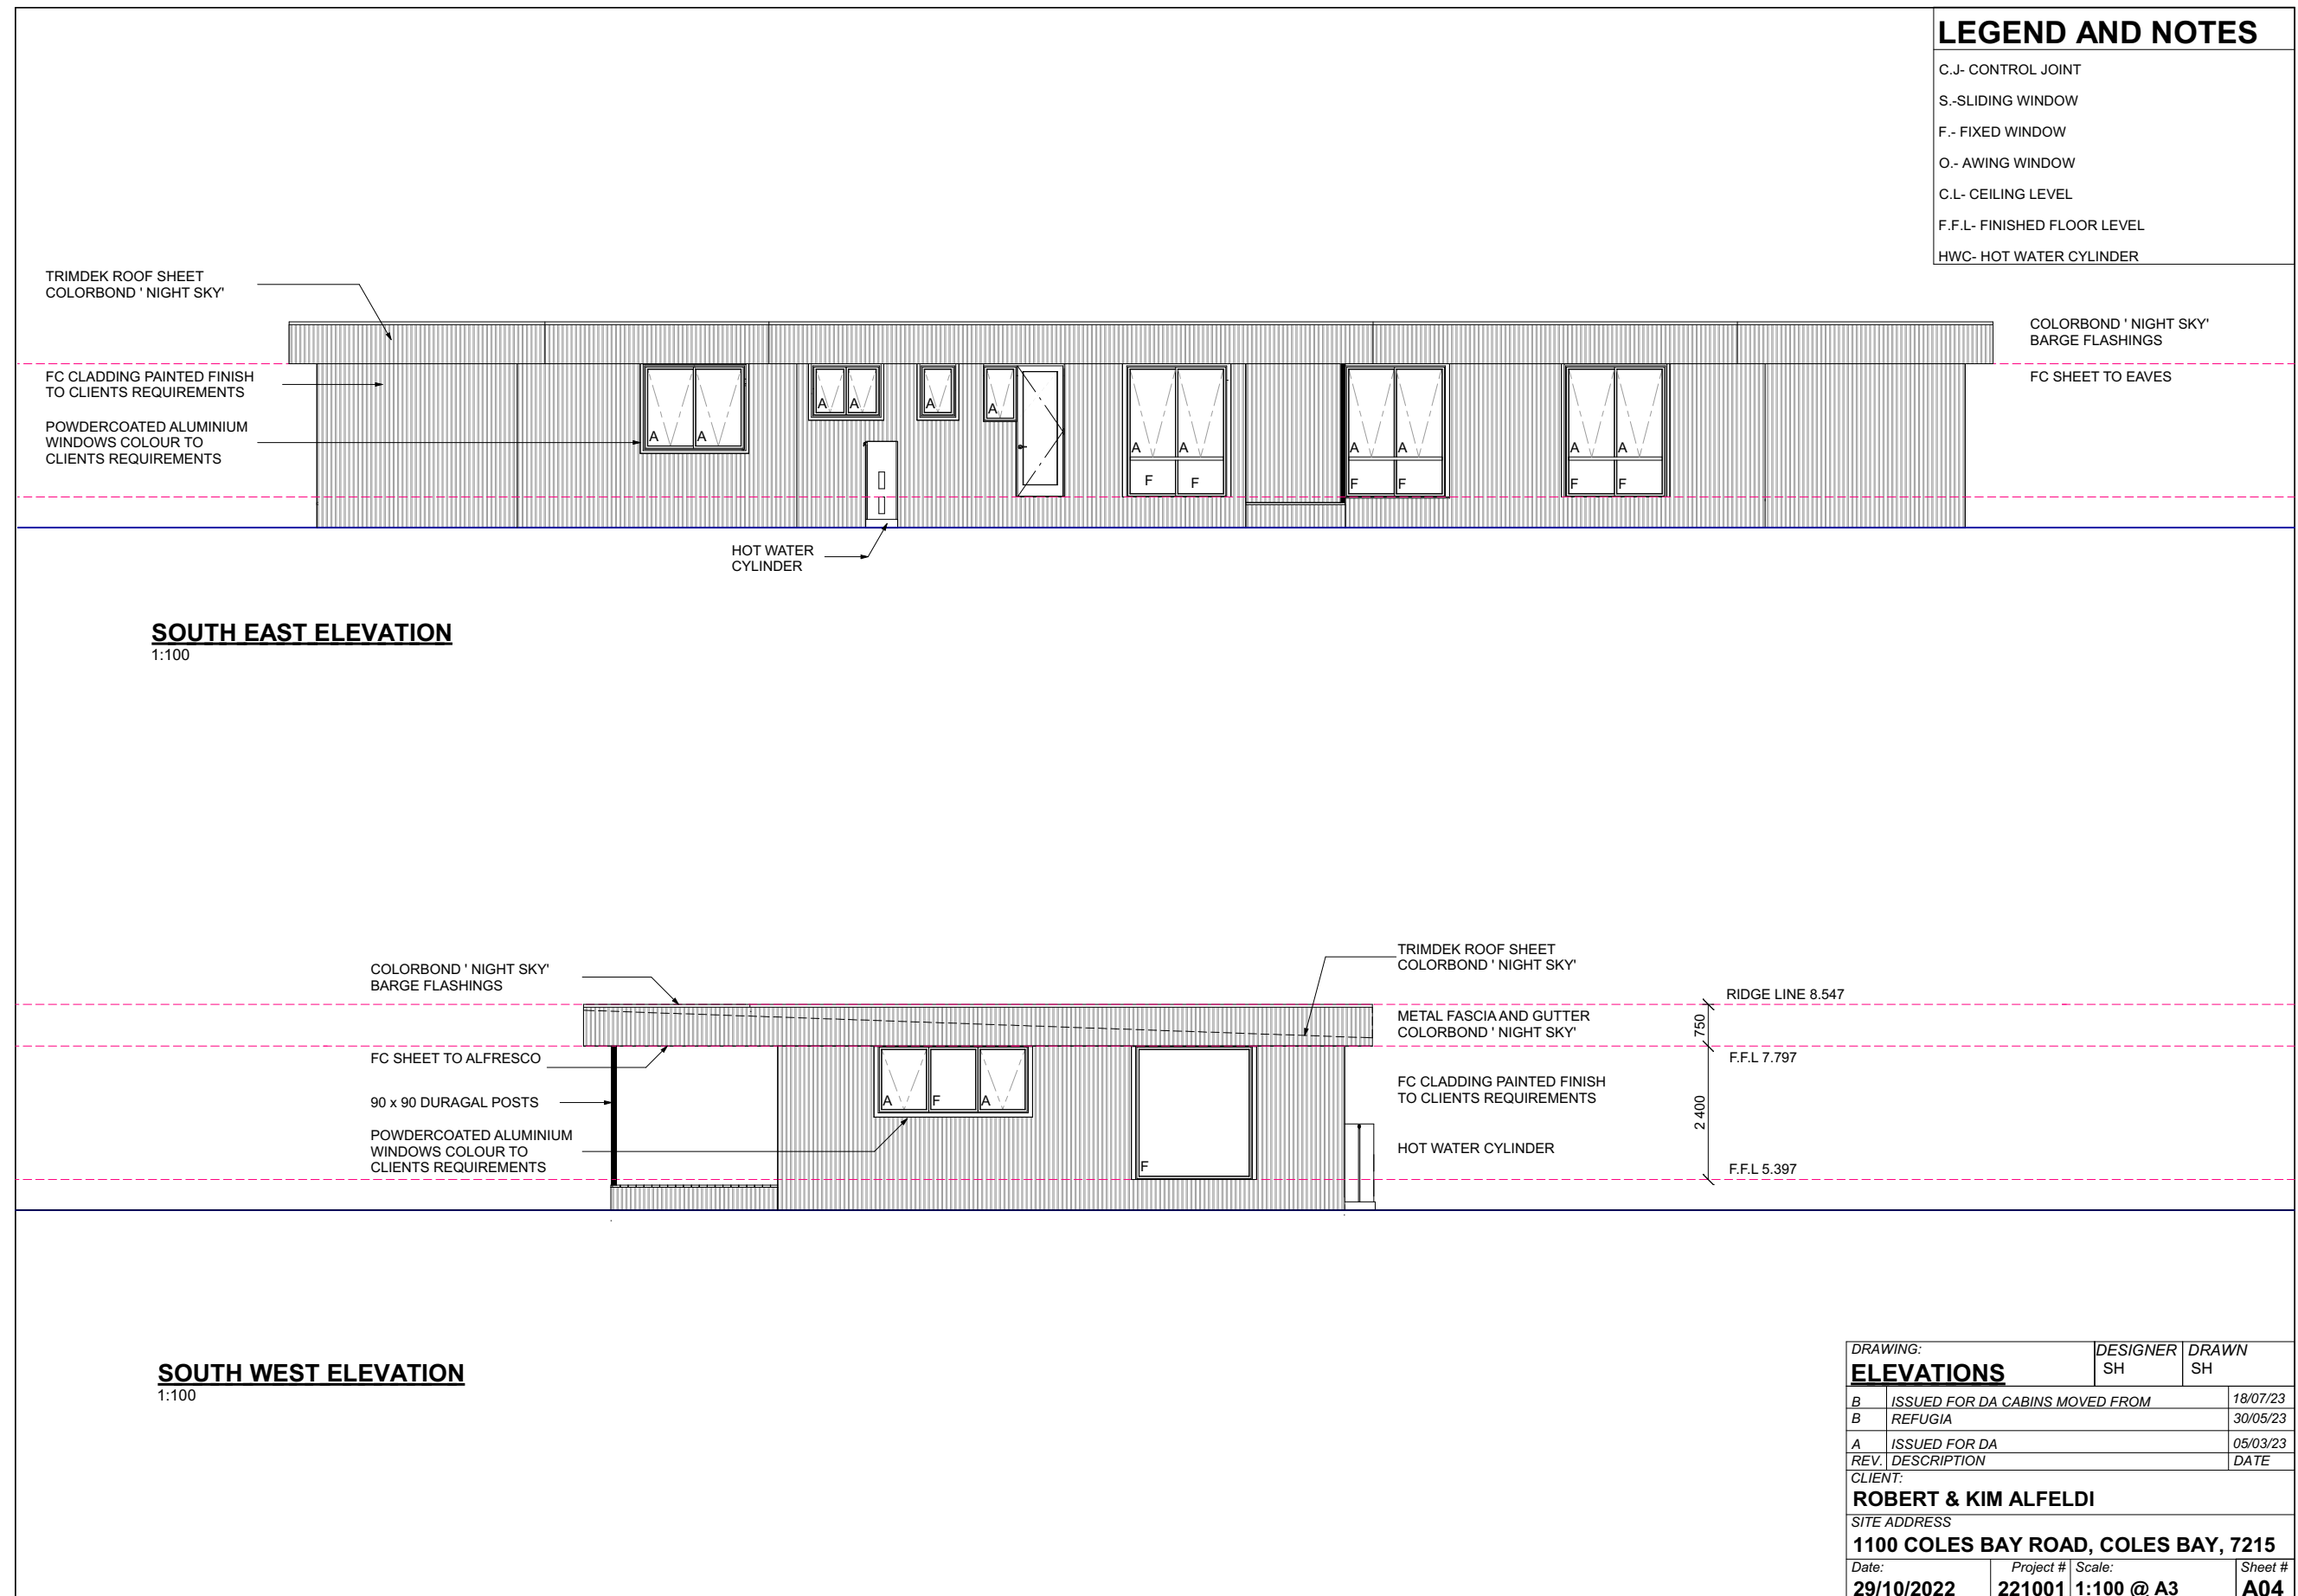 LEGEND AND NOTES
C.J- CONTROL JOINT
S.-SLIDING WINDOW
F.- FIXED WINDOW
O.- AWING WINDOW
C.L- CEILING LEVEL
F.F.L- FINISHED FLOOR LEVEL
HWC- HOT WATER CYLINDER
TRIMDEK ROOF SHEET
COLORBOND ' NIGHT SKY'
FC CLADDING PAINTED FINISH
TO CLIENTS REQUIREMENTS
POWDERCOATED ALUMINIUM
WINDOWS COLOUR TO
CLIENTS REQUIREMENTS
COLORBOND ' NIGHT SKY'
BARGE FLASHINGS
FC SHEET TO EAVES
A A A A A A
A A A A A A
F F F F F F
HOT WATER
CYLINDER
SOUTH EAST ELEVATION
1:100
COLORBOND ' NIGHT SKY'
BARGE FLASHINGS
FC SHEET TO ALFRESCO
90 x 90 DURAGAL POSTS
POWDERCOATED ALUMINIUM
WINDOWS COLOUR TO
CLIENTS REQUIREMENTS
A F A
F
TRIMDEK ROOF SHEET
COLORBOND ' NIGHT SKY'
METAL FASCIA AND GUTTER
COLORBOND ' NIGHT SKY'
FC CLADDING PAINTED FINISH
TO CLIENTS REQUIREMENTS
HOT WATER CYLINDER
RIDGE LINE 8.547
750
F.F.L 7.797
2 400
F.F.L 5.397
SOUTH WEST ELEVATION
1:100
DRAWING: DESIGNER DRAWN
ELEVATIONS SH SH
B ISSUED FOR DA CABINS MOVED FROM 18/07/23
B REFUGIA 30/05/23
A ISSUED FOR DA 05/03/23
REV. DESCRIPTION DATE
CLIENT:
ROBERT & KIM ALFELDI
SITE ADDRESS
1100 COLES BAY ROAD, COLES BAY, 7215
Date: Project # Scale: Sheet #
29/10/2022 221001 1:100 @ A3 A04